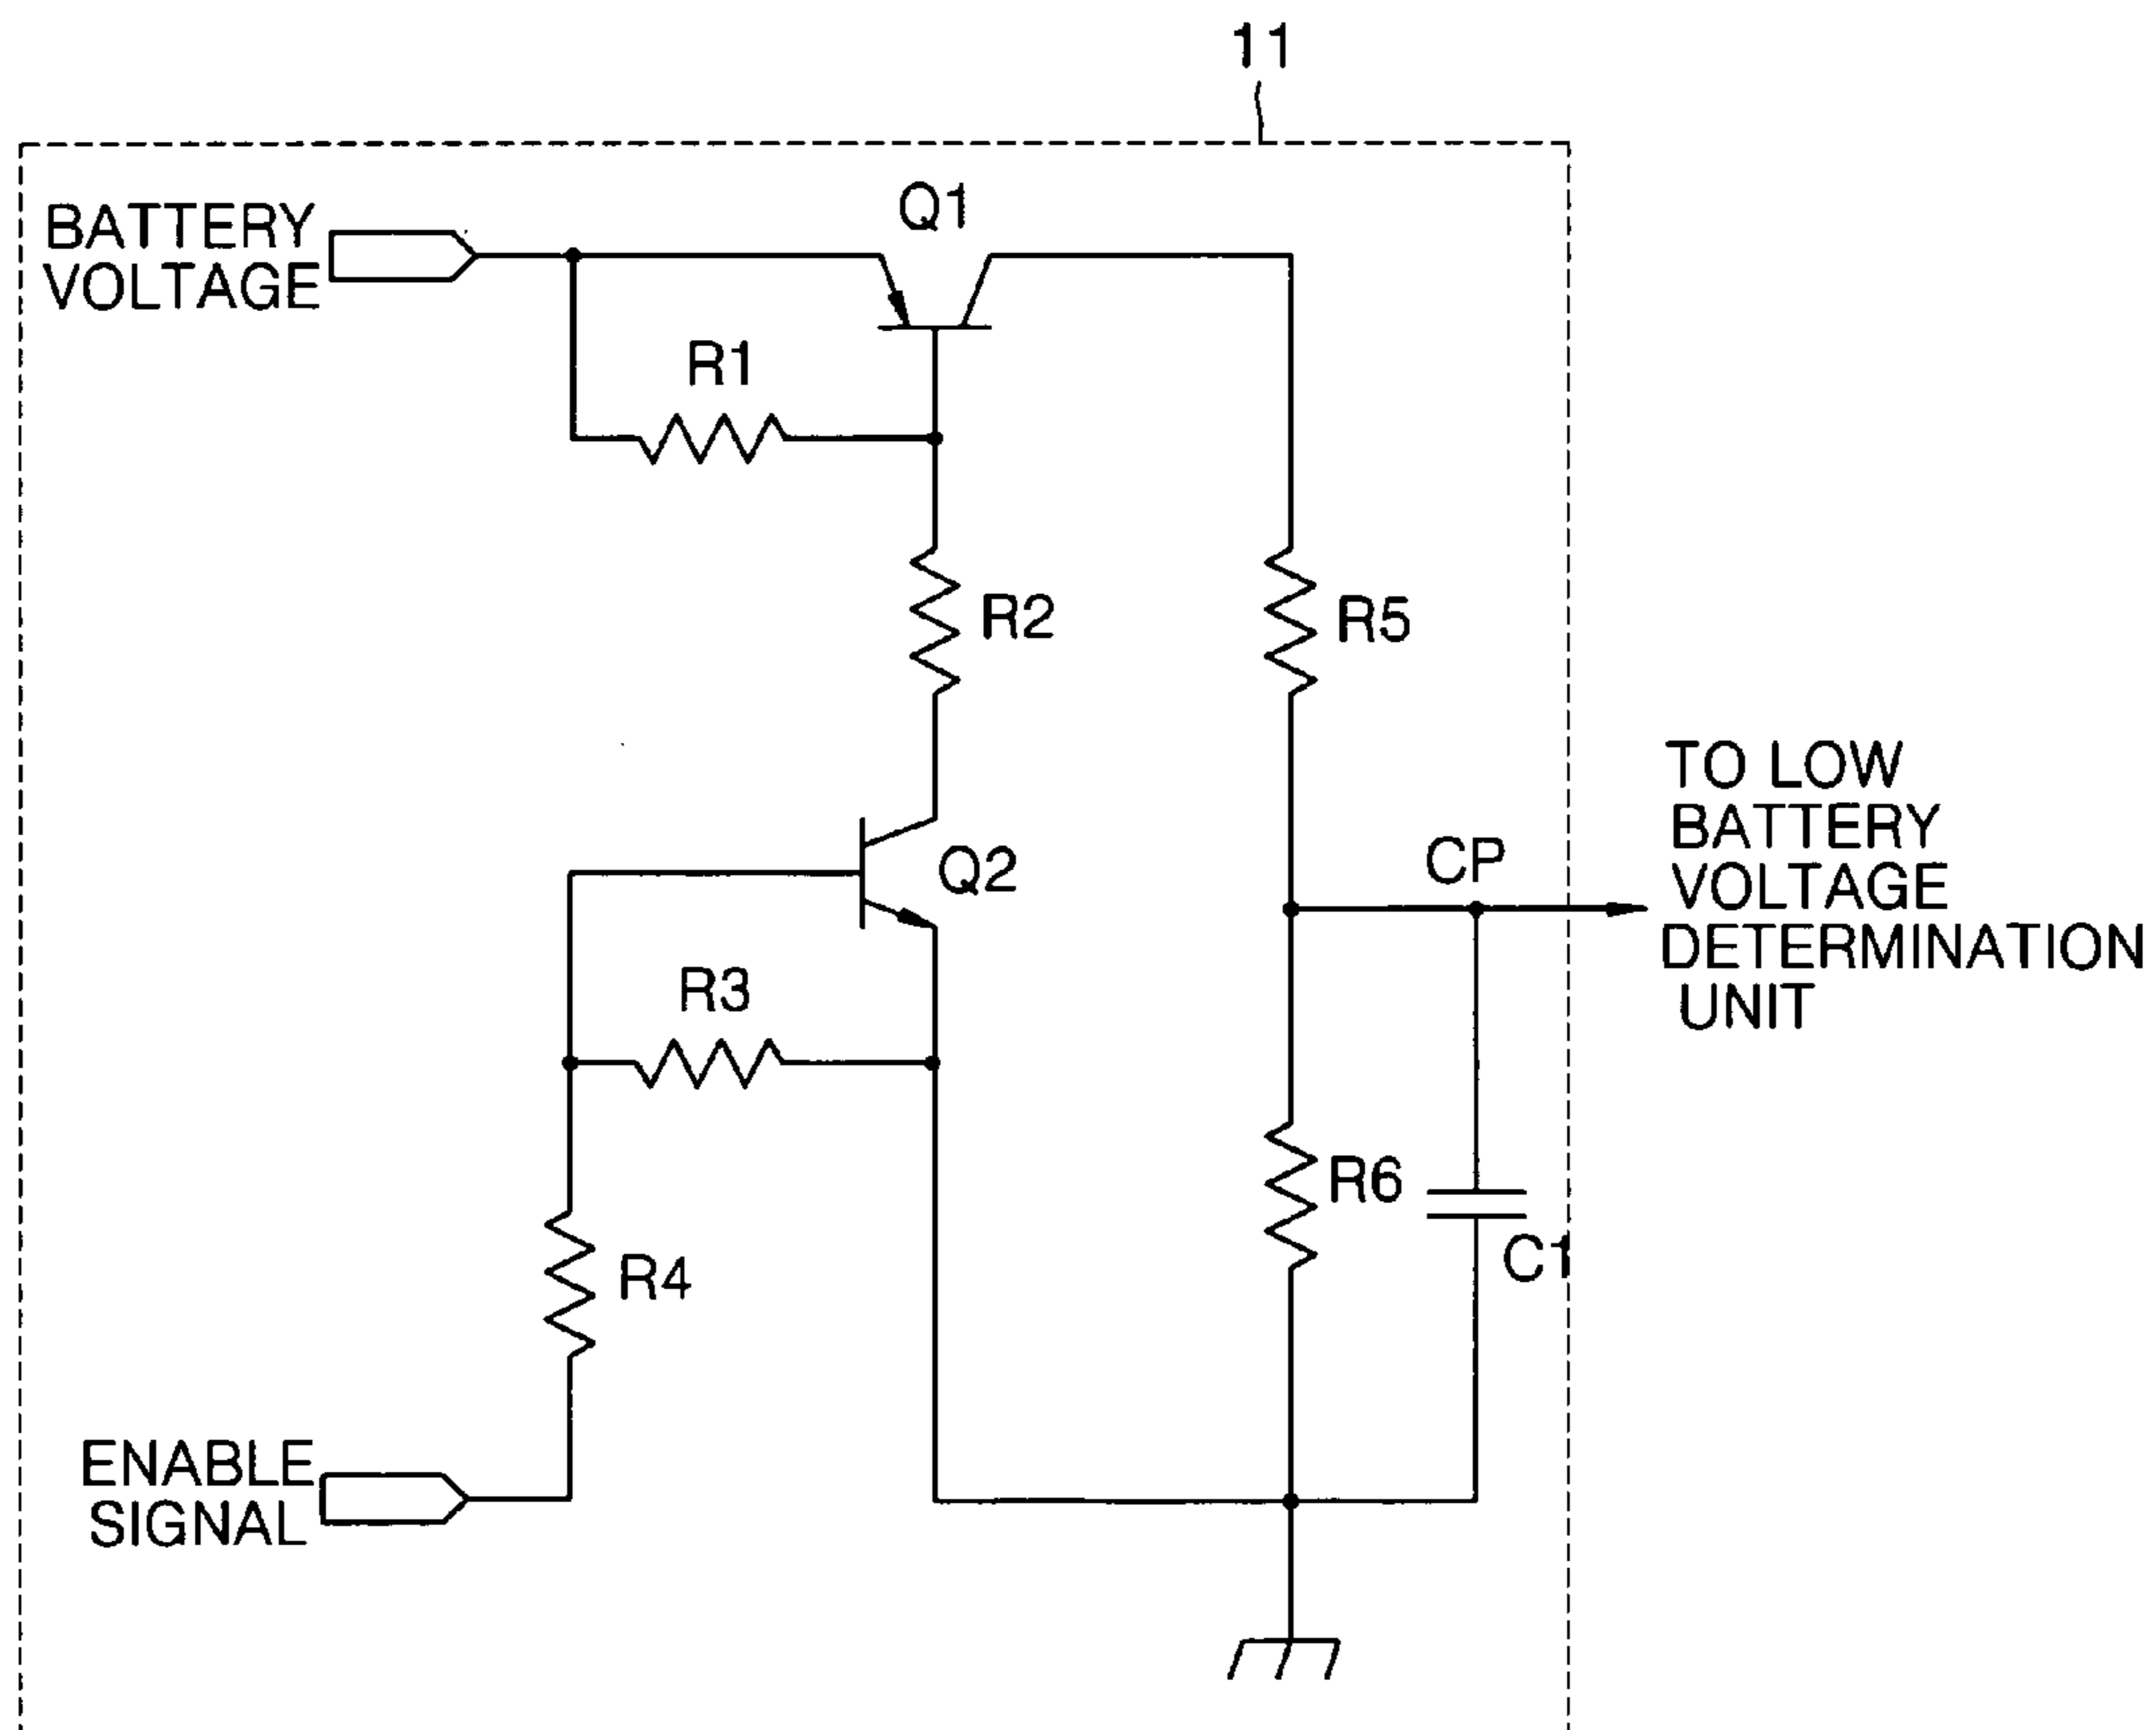 11
BATTERY
VOLTAGE
Q1
R1
R2
R5
Q2
CP
TO LOW
BATTERY
VOLTAGE
DETERMINATION
UNIT
R3
R4
R6
C1
ENABLE
SIGNAL